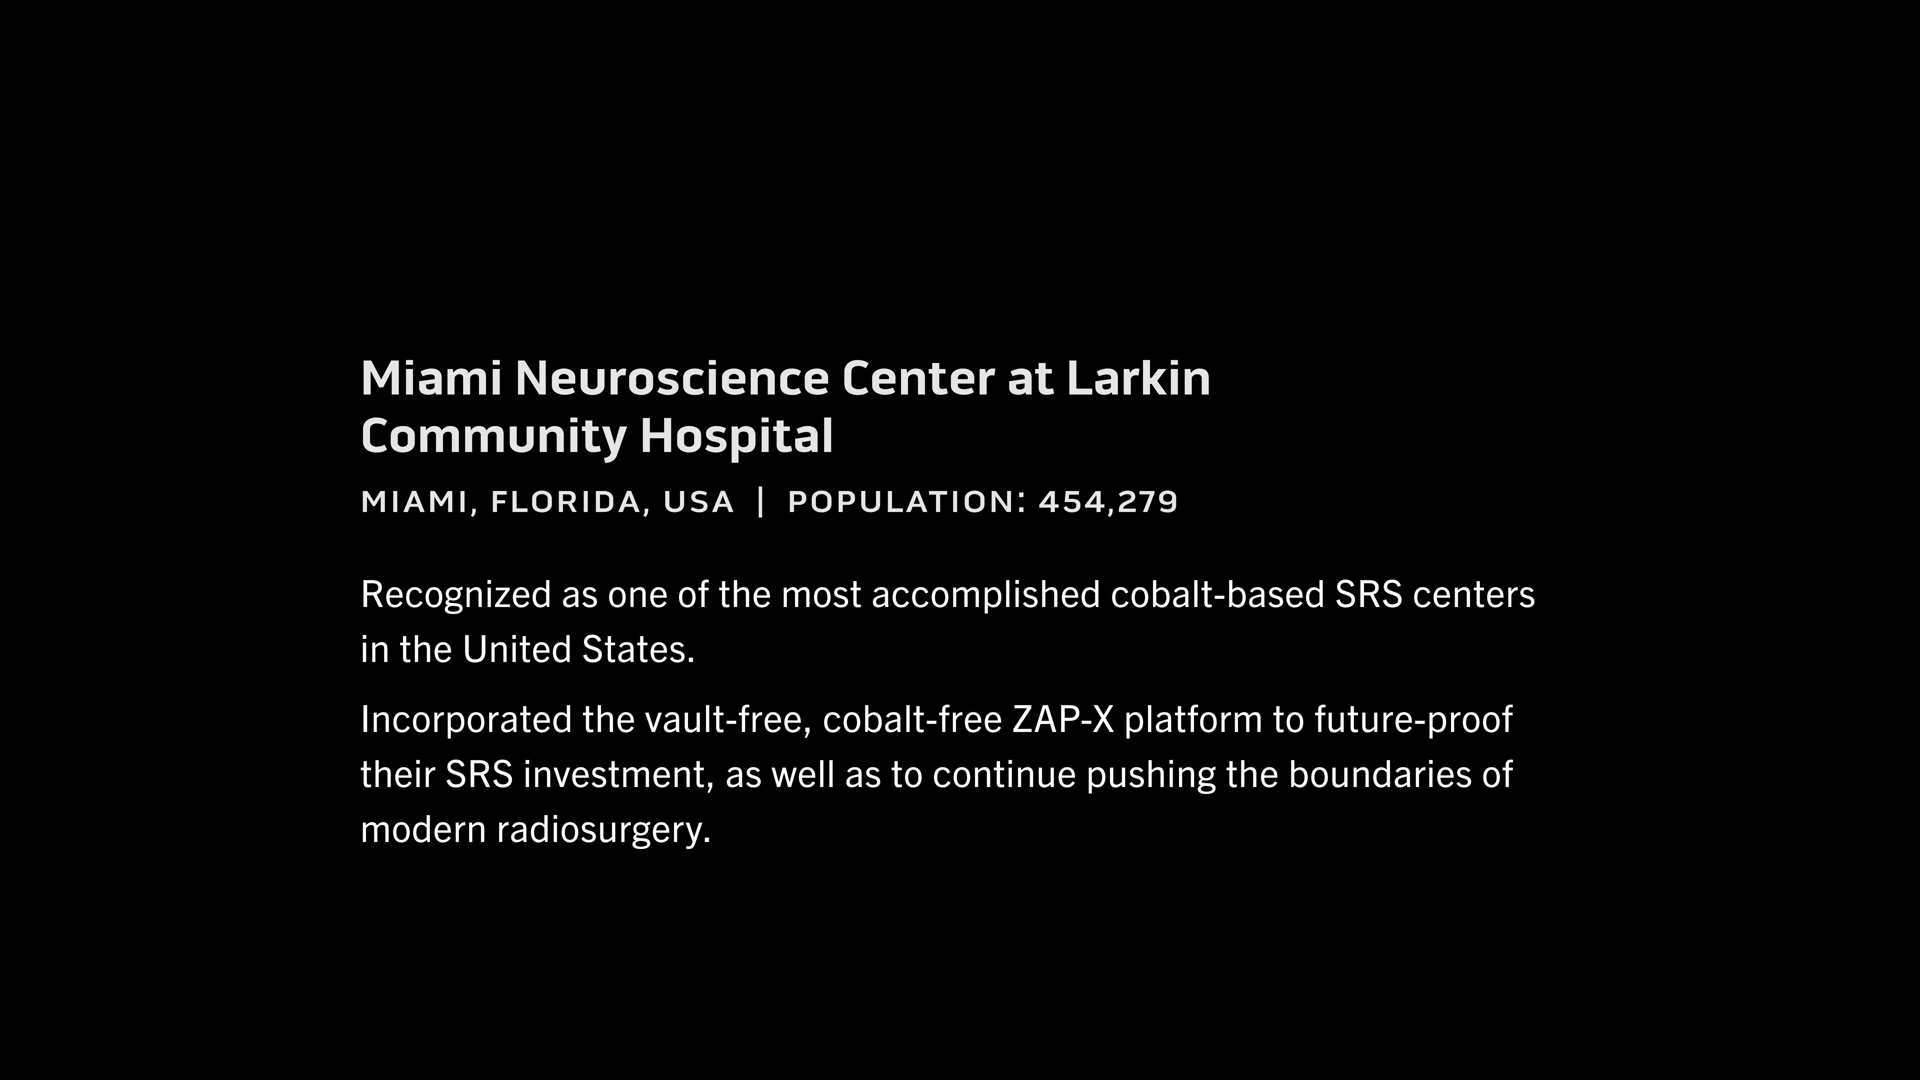 Miami Neuroscience Center at Larkin
Community Hospital
MIAMI, FLORIDA, USA | POPULATION: 454,279
Recognized as one of the most accomplished cobalt-based SRS centers
in the United States.
Incorporated the vault-free, cobalt-free ZAP-X platform to future-proof
their SRS investment, as well as to continue pushing the boundaries of
modern radiosurgery.